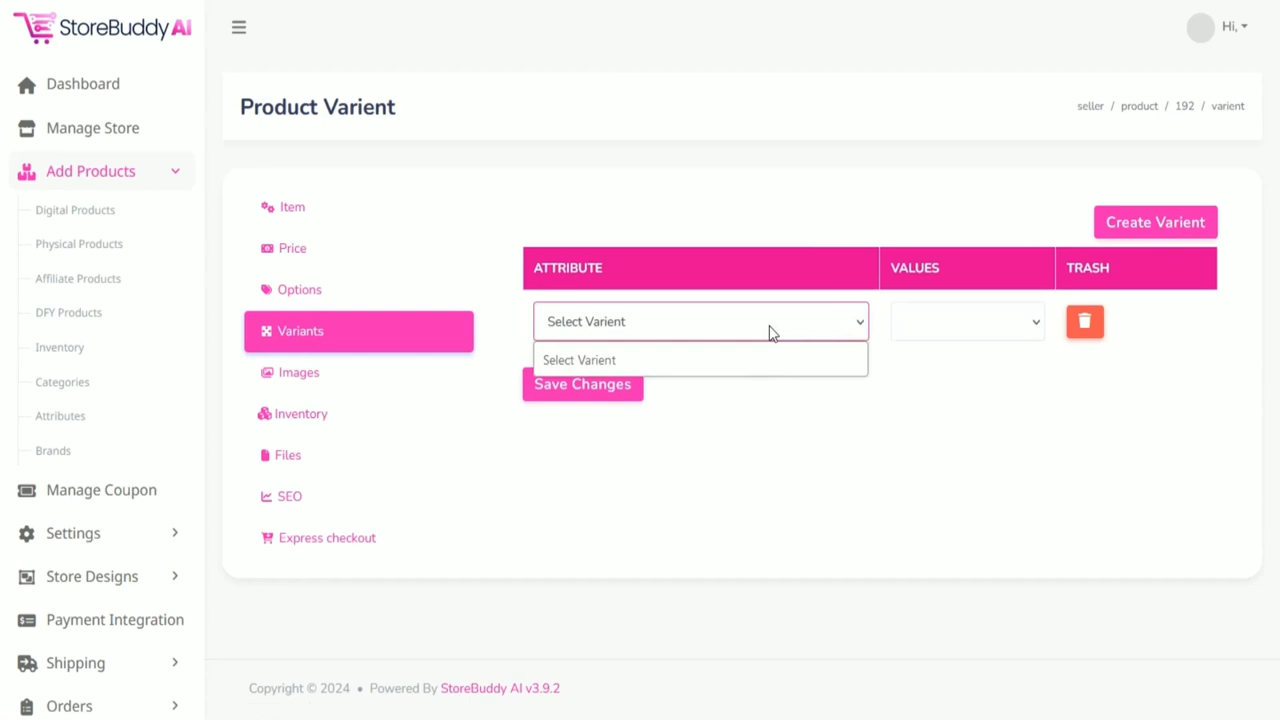 StoreBuddy AI
Hi,
Dashboard
Manage Store
Add Products
Digital Products
Physical Products
Affiliate Products
DFY Products
Inventory
Categories
Attributes
Brands
Manage Coupon
Settings
Store Designs
Payment Integration
Shipping
Orders
Product Varient
seller / product / 192 / varient
Item
Price
Options
Variants
Images
Inventory
Files
SEO
Express checkout
Create Varient
ATTRIBUTE VALUES TRASH
Select Varient
Select Varient
Save Changes
Copyright © 2024 • Powered By StoreBuddy AI v3.9.2